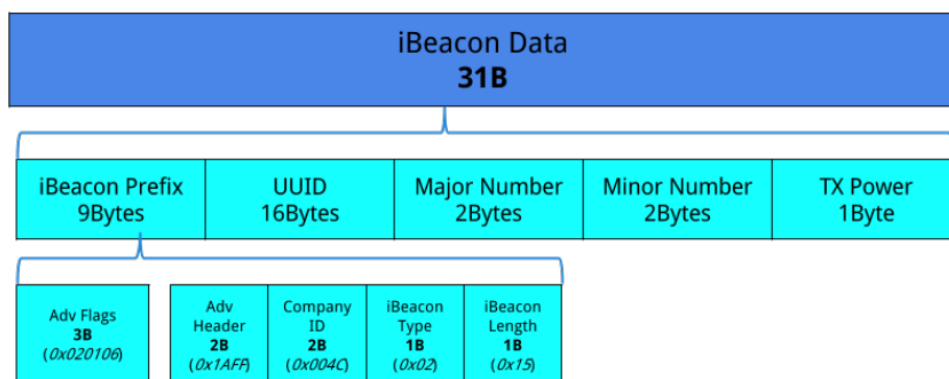 iBeacon Data
31B
iBeacon Prefix
9Bytes
UUID
16Bytes
Major Number
2Bytes
Minor Number
2Bytes
TX Power
1Byte
Adv Flags
3B
(0x020106)
Adv
Header
2B
(0x1AFF)
Company
ID
2B
(0x004C)
iBeacon
Type
1B
(0x02)
iBeacon
Length
1B
(0x15)